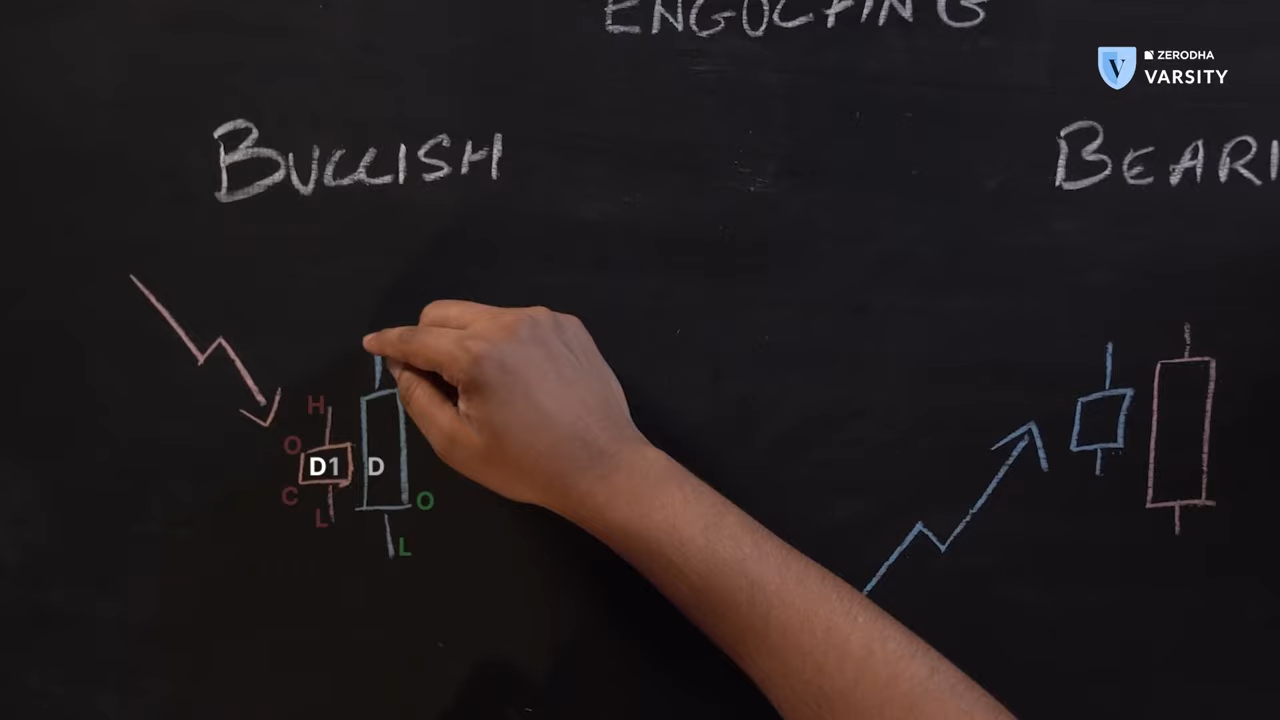 ENGULFING
ZERODHA
VARSITY
BULLISH
BEARI
H
O
D1
D
C
O
L
L